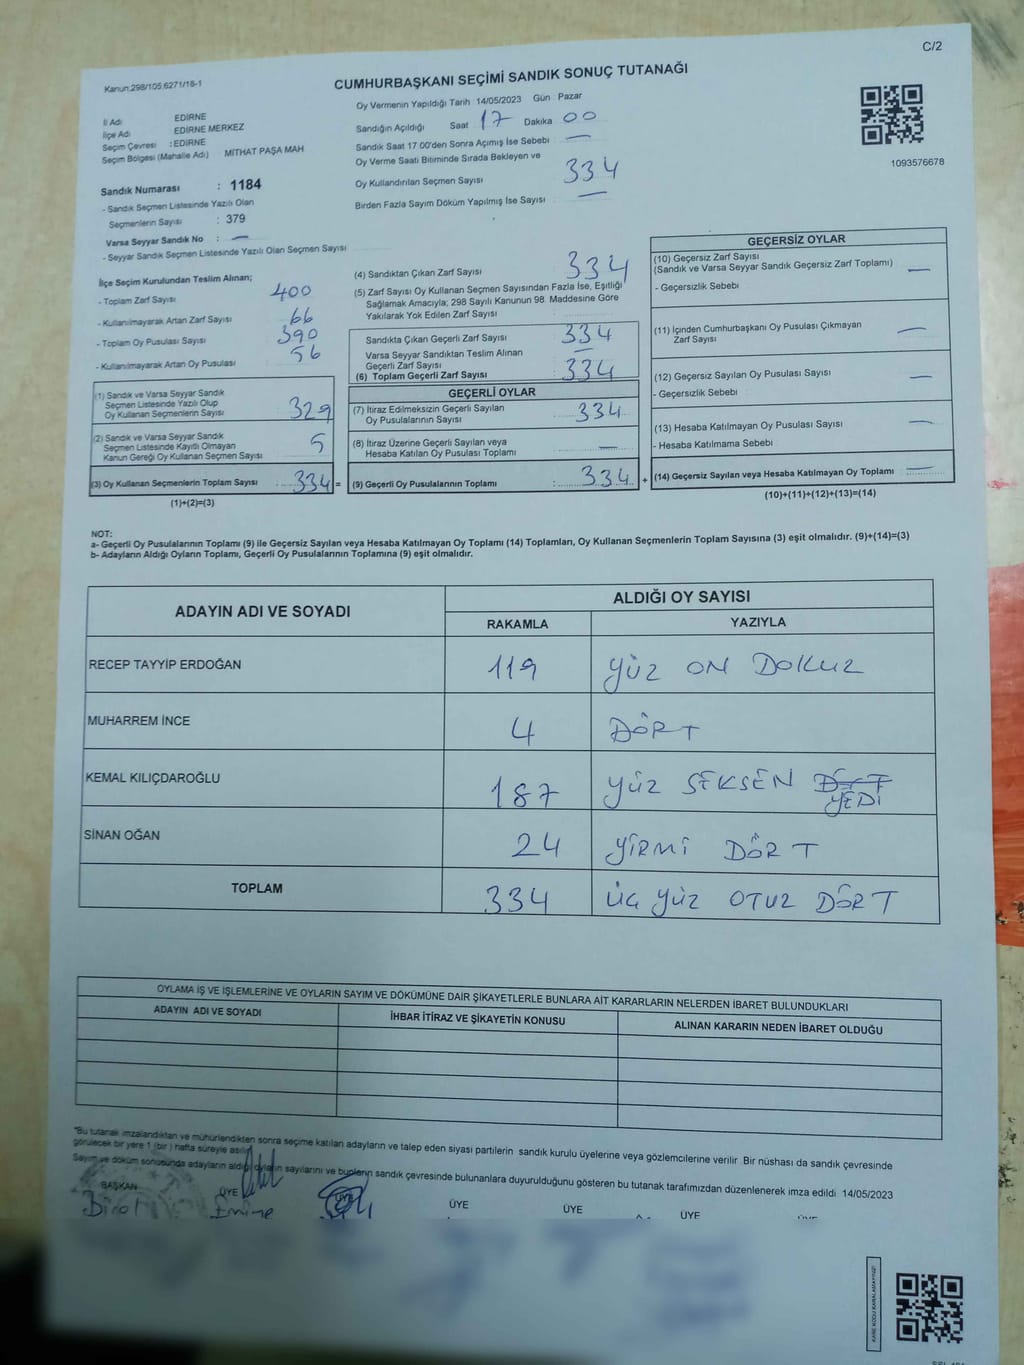 C/2
Kanun:298/105,6271/18-1
CUMHURBAŞKANI SEÇİMİ SANDIK SONUÇ TUTANAĞI
İl Adı EDİRNE
İlçe Adı EDİRNE MERKEZ
Seçim Çevresi : EDİRNE
Seçim Bölgesi (Mahalle Adı) MİTHAT PAŞA MAH
Oy Vermenin Yapıldığı Tarih 14/05/2023 Gün Pazar
Sandığın Açıldığı Saat 17 Dakika 00
Sandık Saat 17.00'den Sonra Açımış İse Sebebi —
Oy Verme Saati Bitiminde Sırada Bekleyen ve
Oy Kullandırılan Seçmen Sayısı 334
Birden Fazla Sayım Döküm Yapılmış İse Sayısı —
1093576678
Sandık Numarası : 1184
- Sandık Seçmen Listesinde Yazılı Olan
Seçmenlerin Sayısı : 379
Varsa Seyyar Sandık No : —
- Seyyar Sandık Seçmen Listesinde Yazılı Olan Seçmen Sayısı
İlçe Seçim Kurulundan Teslim Alınan;
- Toplam Zarf Sayısı 400
- Kullanılmayarak Artan Zarf Sayısı 66
- Toplam Oy Pusulası Sayısı 390
- Kullanılmayarak Artan Oy Pusulası 56
(1) Sandık ve Varsa Seyyar Sandık
Seçmen Listesinde Yazılı Olup
Oy Kullanan Seçmenlerin Sayısı 329
(2) Sandık ve Varsa Seyyar Sandık
Seçmen Listesinde Kayıtlı Olmayan
Kanun Gereği Oy Kullanan Seçmen Sayısı 5
(3) Oy Kullanan Seçmenlerin Toplam Sayısı 334 =
(1)+(2)=(3)
(4) Sandıktan Çıkan Zarf Sayısı 334
(5) Zarf Sayısı Oy Kullanan Seçmen Sayısından Fazla İse, Eşitliği
Sağlamak Amacıyla; 298 Sayılı Kanunun 98. Maddesine Göre
Yakılarak Yok Edilen Zarf Sayısı :
Sandıkta Çıkan Geçerli Zarf Sayısı 334
Varsa Seyyar Sandıktan Teslim Alınan
Geçerli Zarf Sayısı —
(6) Toplam Geçerli Zarf Sayısı 334
GEÇERLİ OYLAR
(7) İtiraz Edilmeksizin Geçerli Sayılan
Oy Pusulalarının Sayısı : 334
(8) İtiraz Üzerine Geçerli Sayılan veya
Hesaba Katılan Oy Pusulası Toplamı —
(9) Geçerli Oy Pusulalarının Toplamı : 334 +
GEÇERSİZ OYLAR
(10) Geçersiz Zarf Sayısı
(Sandık ve Varsa Seyyar Sandık Geçersiz Zarf Toplamı) —
- Geçersizlik Sebebi
(11) İçinden Cumhurbaşkanı Oy Pusulası Çıkmayan
Zarf Sayısı —
(12) Geçersiz Sayılan Oy Pusulası Sayısı —
- Geçersizlik Sebebi
(13) Hesaba Katılmayan Oy Pusulası Sayısı —
- Hesaba Katılmama Sebebi
(14) Geçersiz Sayılan veya Hesaba Katılmayan Oy Toplamı —
(10)+(11)+(12)+(13)=(14)
NOT:
a- Geçerli Oy Pusulalarının Toplamı (9) ile Geçersiz Sayılan veya Hesaba Katılmayan Oy Toplamı (14) Toplamları, Oy Kullanan Seçmenlerin Toplam Sayısına (3) eşit olmalıdır. (9)+(14)=(3)
b- Adayların Aldığı Oyların Toplamı, Geçerli Oy Pusulalarının Toplamına (9) eşit olmalıdır.
ADAYIN ADI VE SOYADI
ALDIĞI OY SAYISI
RAKAMLA YAZIYLA
RECEP TAYYİP ERDOĞAN 119 YÜZ ON DOKUZ
MUHARREM İNCE 4 DÖRT
KEMAL KILIÇDAROĞLU 187 YÜZ SEKSEN YEDİ
SİNAN OĞAN 24 YİRMİ DÖRT
TOPLAM 334 ÜÇ YÜZ OTUZ DÖRT
OYLAMA İŞ VE İŞLEMLERİNE VE OYLARIN SAYIM VE DÖKÜMÜNE DAİR ŞİKAYETLERLE BUNLARA AİT KARARLARIN NELERDEN İBARET BULUNDUKLARI
ADAYIN ADI VE SOYADI İHBAR İTİRAZ VE ŞİKAYETİN KONUSU ALINAN KARARIN NEDEN İBARET OLDUĞU
"Bu tutanak imzalandıktan ve mühürlendikten sonra seçime katılan adayların ve talep eden siyasi partilerin sandık kurulu üyelerine veya gözlemcilerine verilir. Bir nüshası da sandık çevresinde
görülecek bir yere 1 (bir ) hafta süreyle asılır.
Sayım ve döküm sonusunda adayların aldığı oyların sayılarını ve bunların sandık çevresinde bulunanlara duyurulduğunu gösteren bu tutanak tarafımızdan düzenlenerek imza edildi 14/05/2023
BAŞKAN ÜYE ÜYE ÜYE ÜYE ÜYE
Birol Emine